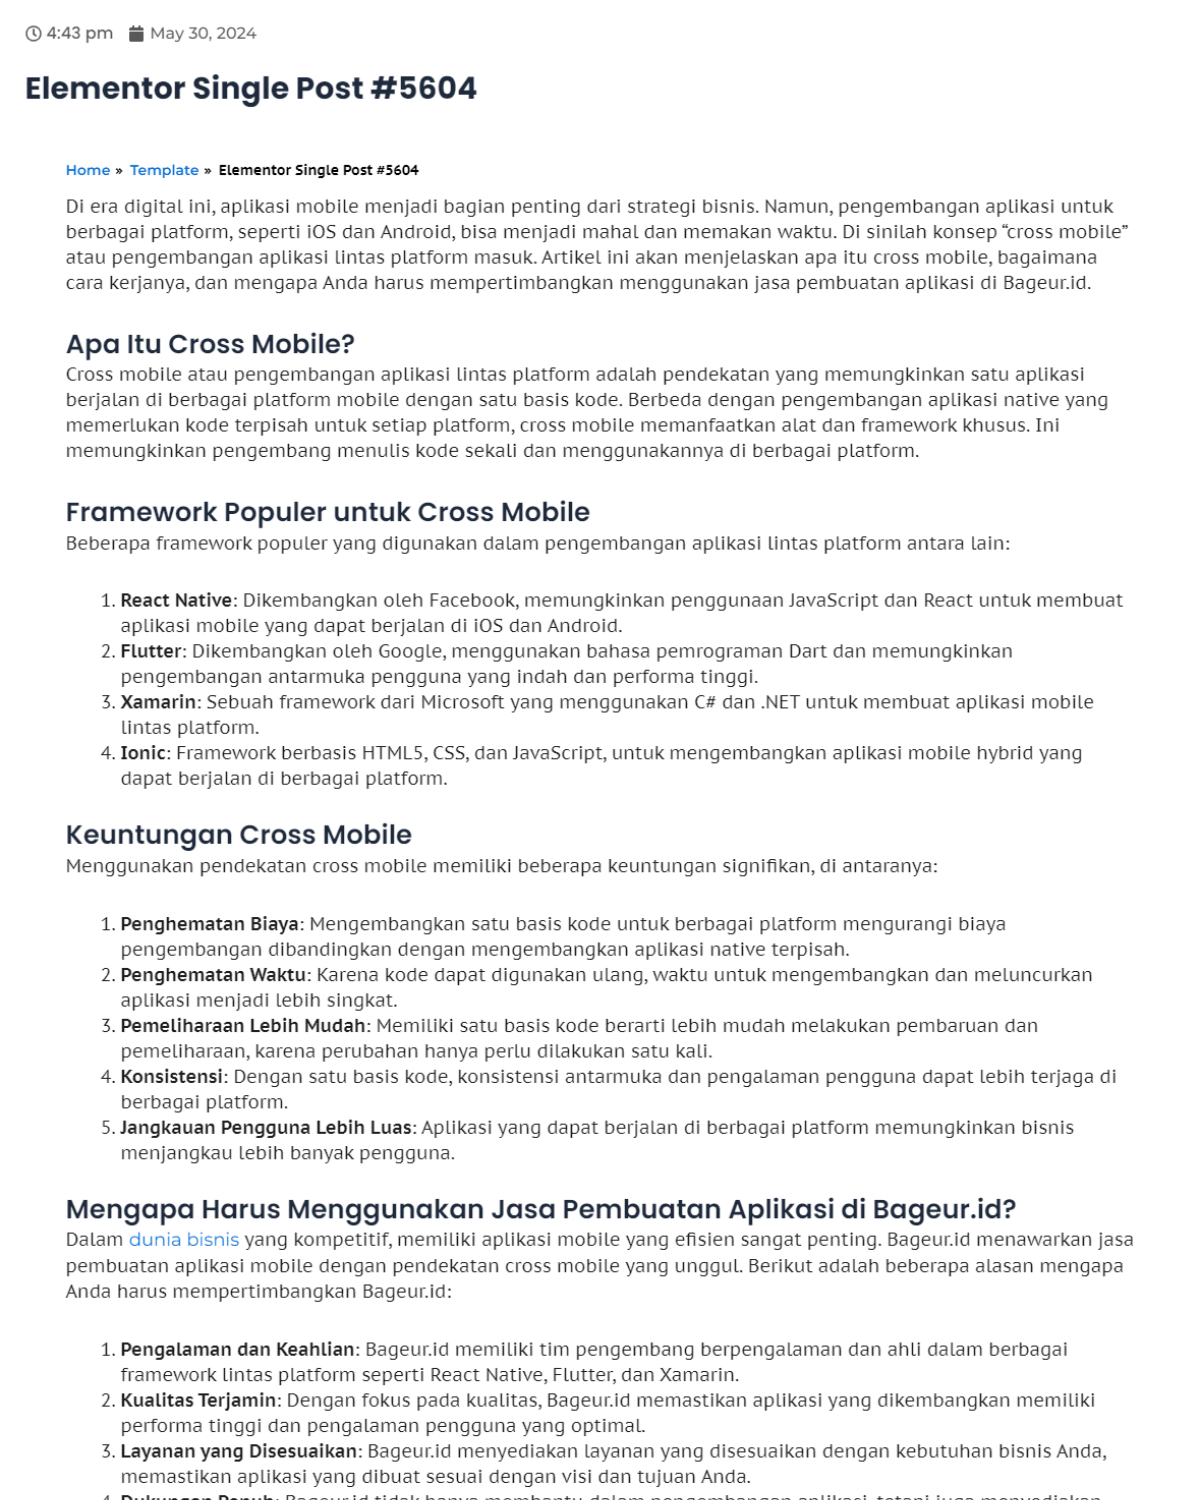 4:43 pm May 30, 2024
Elementor Single Post #5604
Home » Template » Elementor Single Post #5604
Di era digital ini, aplikasi mobile menjadi bagian penting dari strategi bisnis. Namun, pengembangan aplikasi untuk
berbagai platform, seperti iOS dan Android, bisa menjadi mahal dan memakan waktu. Di sinilah konsep “cross mobile”
atau pengembangan aplikasi lintas platform masuk. Artikel ini akan menjelaskan apa itu cross mobile, bagaimana
cara kerjanya, dan mengapa Anda harus mempertimbangkan menggunakan jasa pembuatan aplikasi di Bageur.id.
Apa Itu Cross Mobile?
Cross mobile atau pengembangan aplikasi lintas platform adalah pendekatan yang memungkinkan satu aplikasi
berjalan di berbagai platform mobile dengan satu basis kode. Berbeda dengan pengembangan aplikasi native yang
memerlukan kode terpisah untuk setiap platform, cross mobile memanfaatkan alat dan framework khusus. Ini
memungkinkan pengembang menulis kode sekali dan menggunakannya di berbagai platform.
Framework Populer untuk Cross Mobile
Beberapa framework populer yang digunakan dalam pengembangan aplikasi lintas platform antara lain:
1. React Native: Dikembangkan oleh Facebook, memungkinkan penggunaan JavaScript dan React untuk membuat
aplikasi mobile yang dapat berjalan di iOS dan Android.
2. Flutter: Dikembangkan oleh Google, menggunakan bahasa pemrograman Dart dan memungkinkan
pengembangan antarmuka pengguna yang indah dan performa tinggi.
3. Xamarin: Sebuah framework dari Microsoft yang menggunakan C# dan .NET untuk membuat aplikasi mobile
lintas platform.
4. Ionic: Framework berbasis HTML5, CSS, dan JavaScript, untuk mengembangkan aplikasi mobile hybrid yang
dapat berjalan di berbagai platform.
Keuntungan Cross Mobile
Menggunakan pendekatan cross mobile memiliki beberapa keuntungan signifikan, di antaranya:
1. Penghematan Biaya: Mengembangkan satu basis kode untuk berbagai platform mengurangi biaya
pengembangan dibandingkan dengan mengembangkan aplikasi native terpisah.
2. Penghematan Waktu: Karena kode dapat digunakan ulang, waktu untuk mengembangkan dan meluncurkan
aplikasi menjadi lebih singkat.
3. Pemeliharaan Lebih Mudah: Memiliki satu basis kode berarti lebih mudah melakukan pembaruan dan
pemeliharaan, karena perubahan hanya perlu dilakukan satu kali.
4. Konsistensi: Dengan satu basis kode, konsistensi antarmuka dan pengalaman pengguna dapat lebih terjaga di
berbagai platform.
5. Jangkauan Pengguna Lebih Luas: Aplikasi yang dapat berjalan di berbagai platform memungkinkan bisnis
menjangkau lebih banyak pengguna.
Mengapa Harus Menggunakan Jasa Pembuatan Aplikasi di Bageur.id?
Dalam dunia bisnis yang kompetitif, memiliki aplikasi mobile yang efisien sangat penting. Bageur.id menawarkan jasa
pembuatan aplikasi mobile dengan pendekatan cross mobile yang unggul. Berikut adalah beberapa alasan mengapa
Anda harus mempertimbangkan Bageur.id:
1. Pengalaman dan Keahlian: Bageur.id memiliki tim pengembang berpengalaman dan ahli dalam berbagai
framework lintas platform seperti React Native, Flutter, dan Xamarin.
2. Kualitas Terjamin: Dengan fokus pada kualitas, Bageur.id memastikan aplikasi yang dikembangkan memiliki
performa tinggi dan pengalaman pengguna yang optimal.
3. Layanan yang Disesuaikan: Bageur.id menyediakan layanan yang disesuaikan dengan kebutuhan bisnis Anda,
memastikan aplikasi yang dibuat sesuai dengan visi dan tujuan Anda.
4. Dukungan Penuh: Bageur.id tidak hanya membantu dalam pengembangan aplikasi, tetapi juga menyediakan